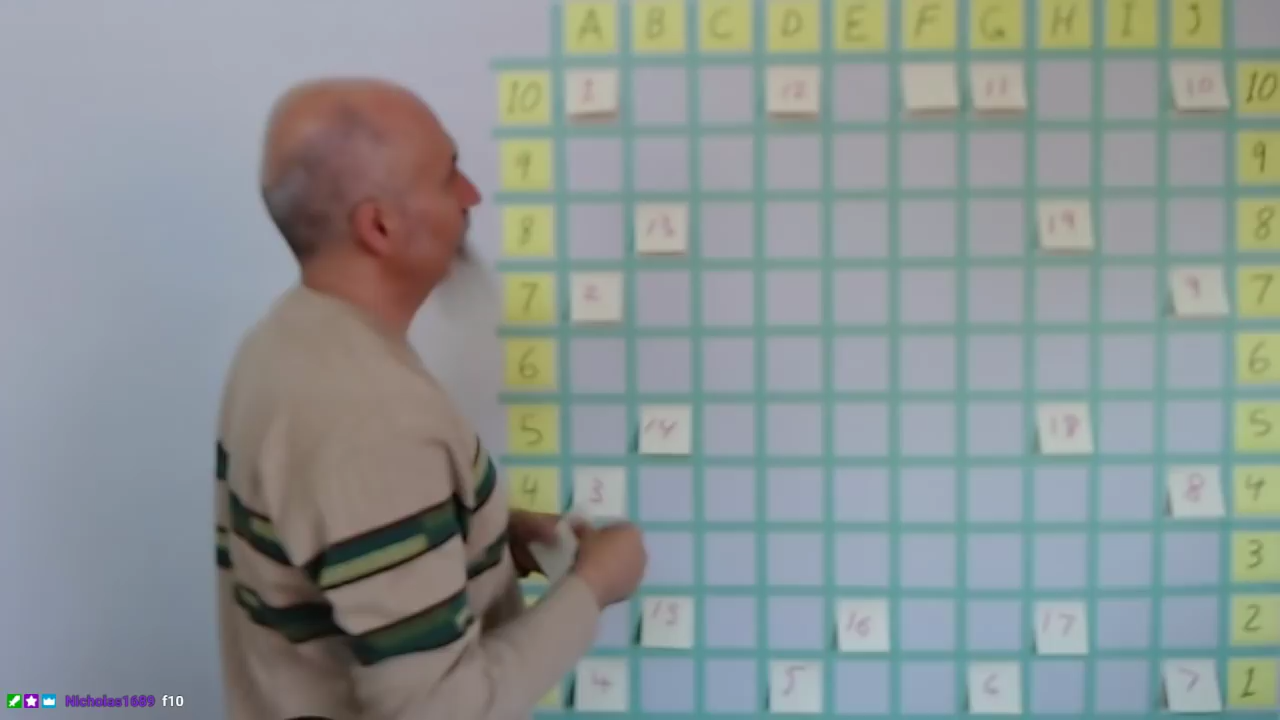 A B C D E F G H I J
10 1 12 11 10 10
9 9
8 13 19 8
7 2 9 7
6 6
5 14 18 5
4 3 8 4
3
15 16 17 2
4 5 6 7 1
Nicholas1689 f10